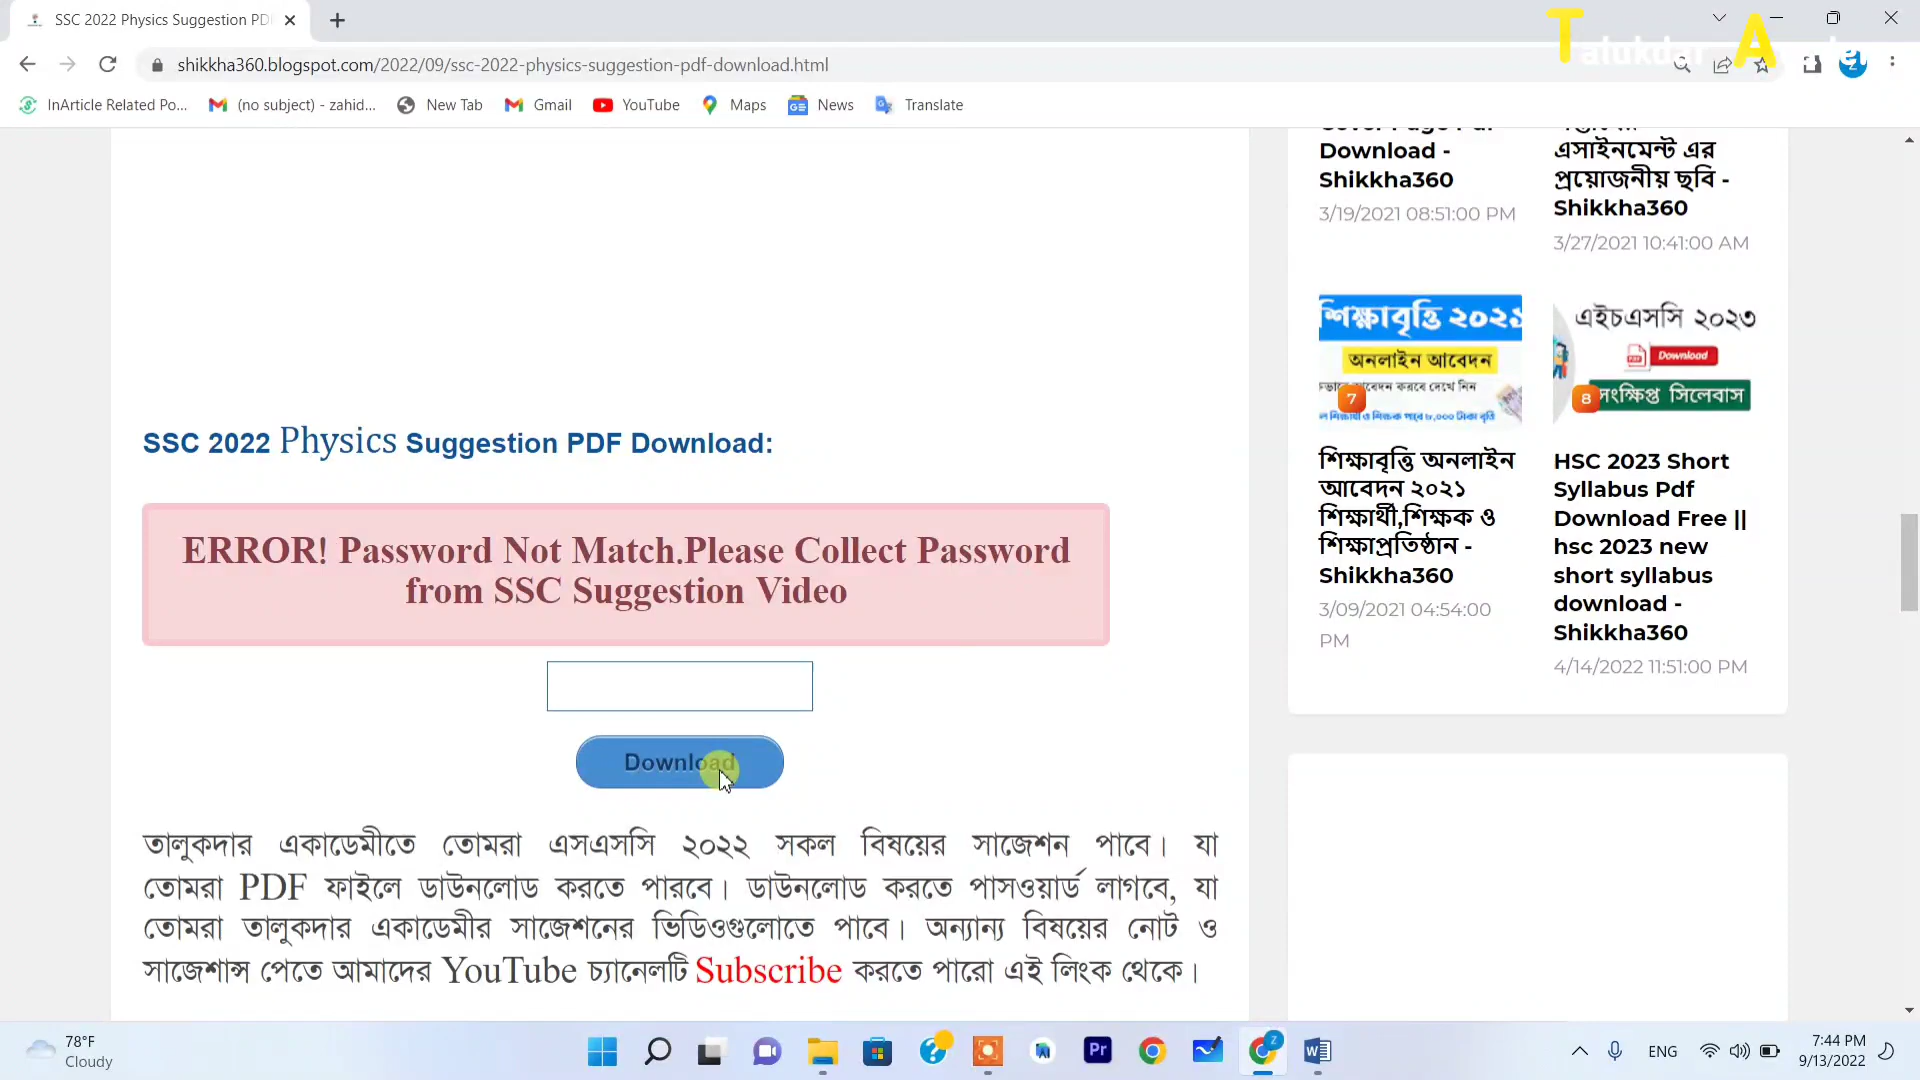 SSC 2022 Physics Suggestion PD
shikkha360.blogspot.com/2022/09/ssc-2022-physics-suggestion-pdf-download.html
InArticle Related Po...
(no subject) - zahid...
New Tab
Gmail
YouTube
Maps
News
Translate
SSC 2022 Physics Suggestion PDF Download:
ERROR! Password Not Match.Please Collect Password
from SSC Suggestion Video
Download
তালুকদার একাডেমীতে তোমরা এসএসসি ২০২২ সকল বিষয়ের সাজেশন পাবে। যা
তোমরা PDF ফাইলে ডাউনলোড করতে পারবে। ডাউনলোড করতে পাসওয়ার্ড লাগবে, যা
তোমরা তালুকদার একাডেমীর সাজেশনের ভিডিওগুলোতে পাবে। অন্যান্য বিষয়ের নোট ও
সাজেশান্স পেতে আমাদের YouTube চ্যানেলটি Subscribe করতে পারো এই লিংক থেকে।
Download -
Shikkha360
3/19/2021 08:51:00 PM
এসাইনমেন্ট এর
প্রয়োজনীয় ছবি -
Shikkha360
3/27/2021 10:41:00 AM
শিক্ষাবৃত্তি ২০২১
অনলাইন আবেদন
আবেদন করবে দেখে নিন
7
শিক্ষাবৃত্তি অনলাইন
আবেদন ২০২১
শিক্ষার্থী,শিক্ষক ও
শিক্ষাপ্রতিষ্ঠান -
Shikkha360
3/09/2021 04:54:00
PM
এইচএসসি ২০২৩
Download
সংক্ষিপ্ত সিলেবাস
8
HSC 2023 Short
Syllabus Pdf
Download Free ||
hsc 2023 new
short syllabus
download -
Shikkha360
4/14/2022 11:51:00 PM
78°F
Cloudy
Pr
ENG
7:44 PM
9/13/2022